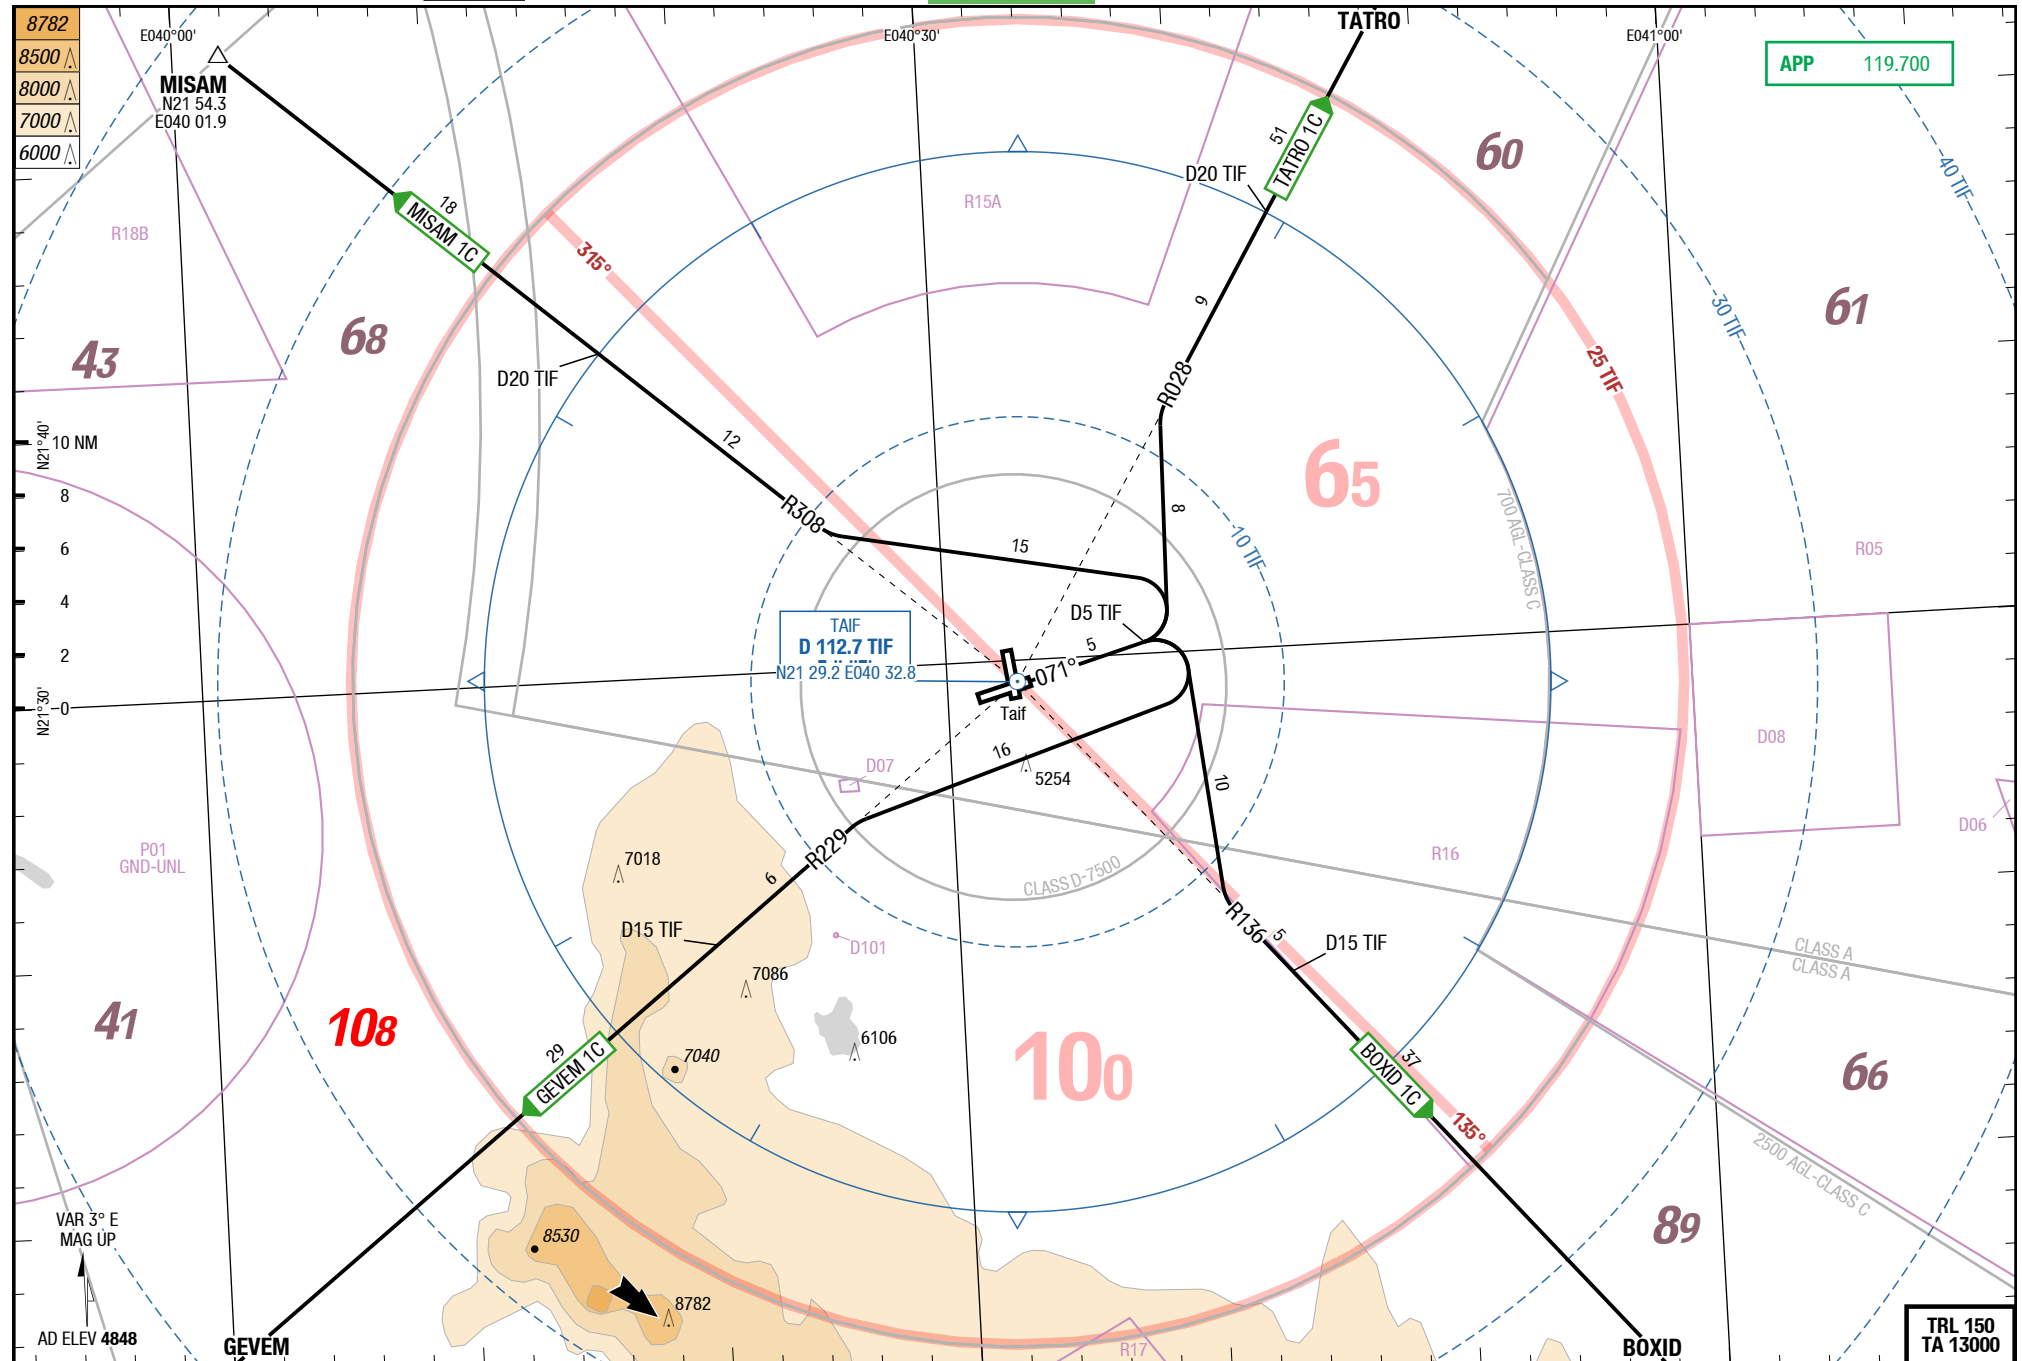 8782
8500
8000
7000
6000
E040°00'
E040°30'
E041°00'
TATRO
APP 119.700
MISAM
N21 54.3
E040 01.9
18
MISAM 1C
51
TATRO 1C
D20 TIF
60
40 TIF
R15A
R18B
315°
68
43
61
30 TIF
25 TIF
9
D20 TIF
R028
12
N21°40'
10 NM
8
6
4
2
0
N21°30'
R308
65
8
700 AGL-CLASS C
10 TIF
15
R05
D5 TIF
5
TAIF
D 112.7 TIF
N21 29.2 E040 32.8
071°
Taif
D08
D07
16
5254
10
D06
P01
GND-UNL
R16
7018
R229
CLASS D-7500
6
D15 TIF
R136
5
D15 TIF
D101
CLASS A
CLASS A
7086
41
108
6106
7040
100
29
GEVEM 1C
37
BOXID 1C
66
135°
2500 AGL-CLASS C
VAR 3° E
MAG UP
8530
89
8782
AD ELEV 4848
GEVEM
R17
BOXID
TRL 150
TA 13000